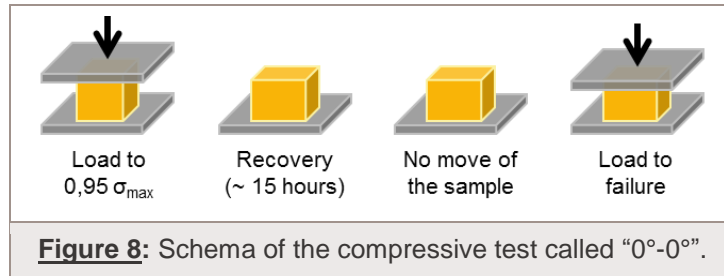 Load to
0,95 σmax
Recovery
(~ 15 hours)
No move of
the sample
Load to
failure
Figure 8: Schema of the compressive test called “0°-0°”.